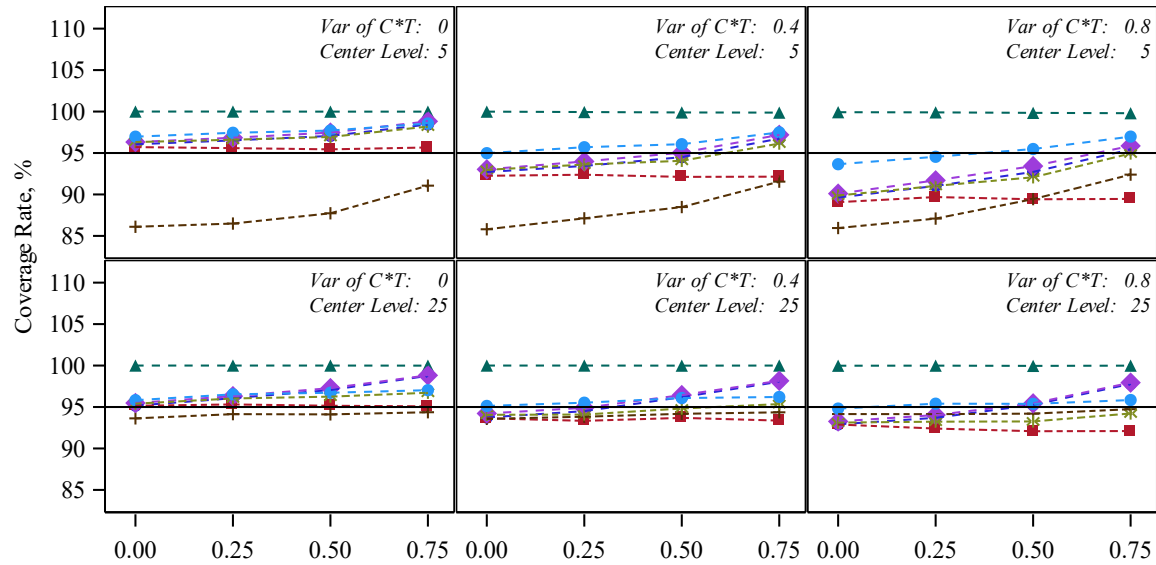 Coverage Rate, %
110
105
100
95
90
85
Var of C*T: 0
Center Level: 5
Var of C*T: 0.4
Center Level: 5
Var of C*T: 0.8
Center Level: 5
110
105
100
95
90
85
Var of C*T: 0
Center Level: 25
Var of C*T: 0.4
Center Level: 25
Var of C*T: 0.8
Center Level: 25
0.00 0.25 0.50 0.75 0.00 0.25 0.50 0.75 0.00 0.25 0.50 0.75